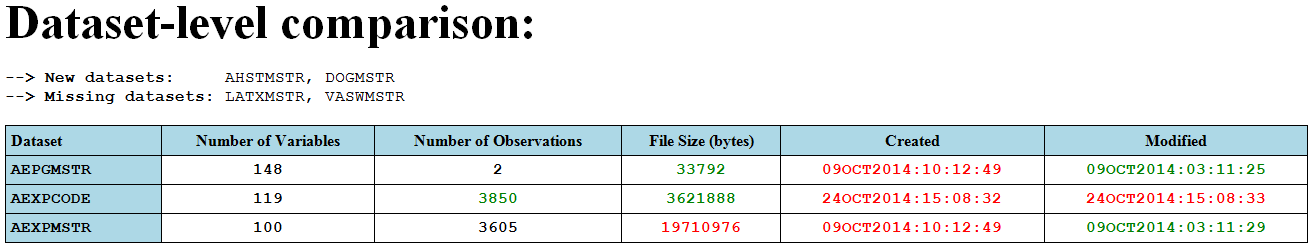 Dataset-level comparison:
--> New datasets: AHSTMSTR, DOGMSTR
--> Missing datasets: LATXMSTR, VASWMSTR
Dataset Number of Variables Number of Observations File Size (bytes) Created Modified
AEPGMSTR 148 2 33792 09OCT2014:10:12:49 09OCT2014:03:11:25
AEXPCODE 119 3850 3621888 24OCT2014:15:08:32 24OCT2014:15:08:33
AEXPMSTR 100 3605 19710976 09OCT2014:10:12:49 09OCT2014:03:11:29